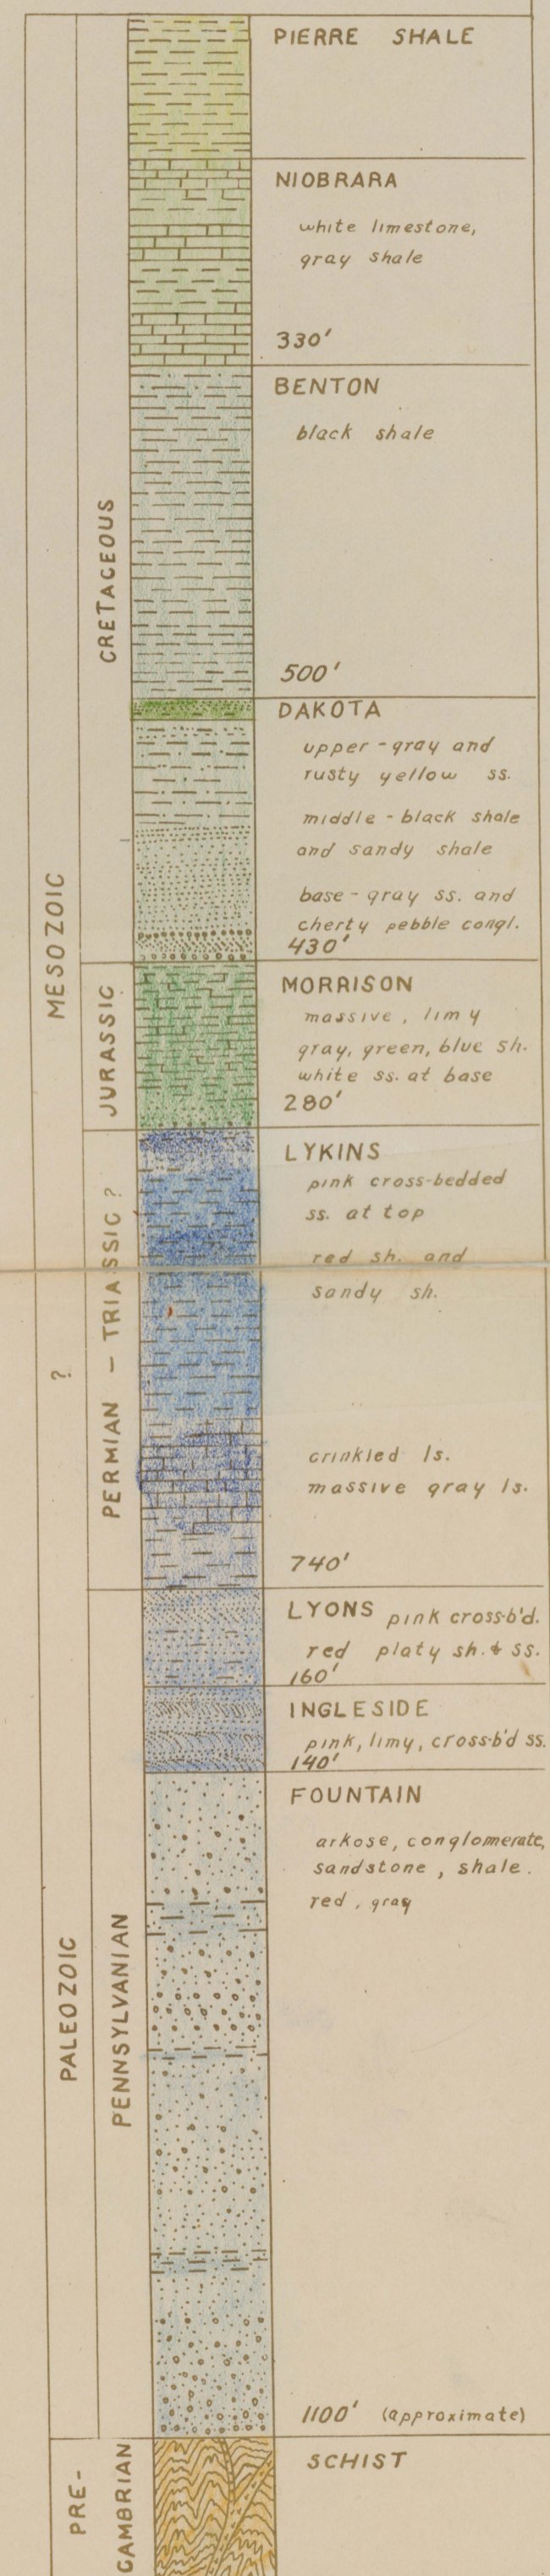 PIERRE SHALE
NIOBRARA
white limestone,
gray shale
330'
BENTON
black shale
500'
CRETACEOUS
DAKOTA
upper - gray and
rusty yellow ss.
middle - black shale
and sandy shale
base - gray ss. and
cherty pebble congl.
430'
MESOZOIC
JURASSIC
MORRISON
massive, limy
gray, green, blue sh.
white ss. at base
280'
LYKINS
pink cross-bedded
ss. at top
red sh. and
sandy sh.
?
PERMIAN – TRIASSIC ?
crinkled ls.
massive gray ls.
740'
LYONS pink cross-b'd.
red platy sh. & ss.
160'
INGLESIDE
pink, limy, cross-b'd ss.
140'
FOUNTAIN
arkose, conglomerate,
sandstone, shale.
red, gray
PALEOZOIC
PENNSYLVANIAN
1100' (approximate)
PRE-
CAMBRIAN
SCHIST